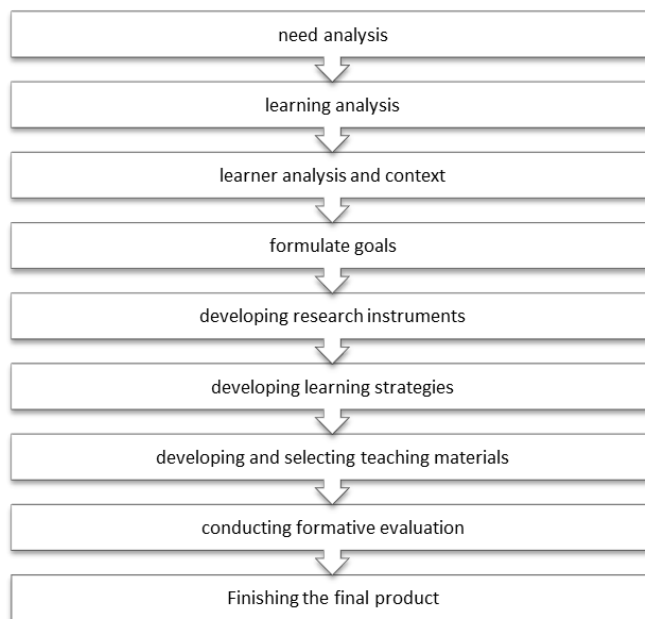 need analysis
learning analysis
learner analysis and context
formulate goals
developing research instruments
developing learning strategies
developing and selecting teaching materials
conducting formative evaluation
Finishing the final product